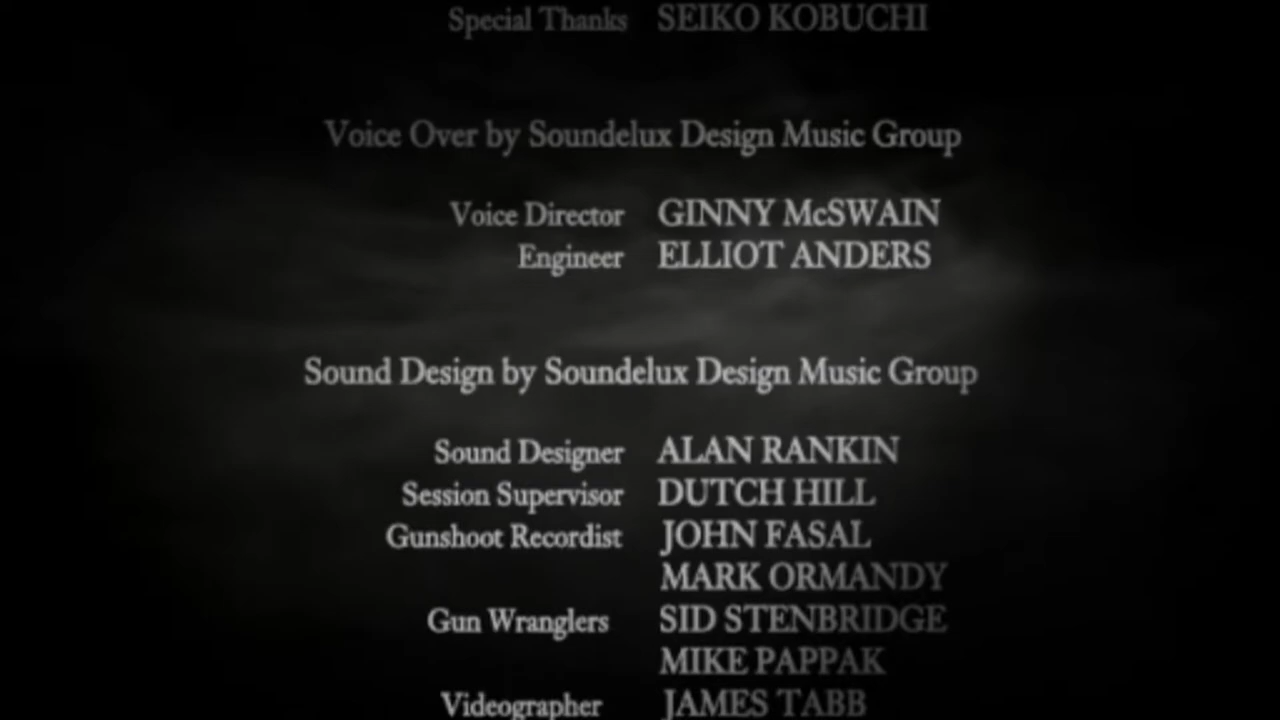 Special Thanks SEIKO KOBUCHI
Voice Over by Soundelux Design Music Group
Voice Director GINNY McSWAIN
Engineer ELLIOT ANDERS
Sound Design by Soundelux Design Music Group
Sound Designer ALAN RANKIN
Session Supervisor DUTCH HILL
Gunshoot Recordist JOHN FASAL
MARK ORMANDY
Gun Wranglers SID STENBRIDGE
MIKE PAPPAK
Videographer JAMES TABB